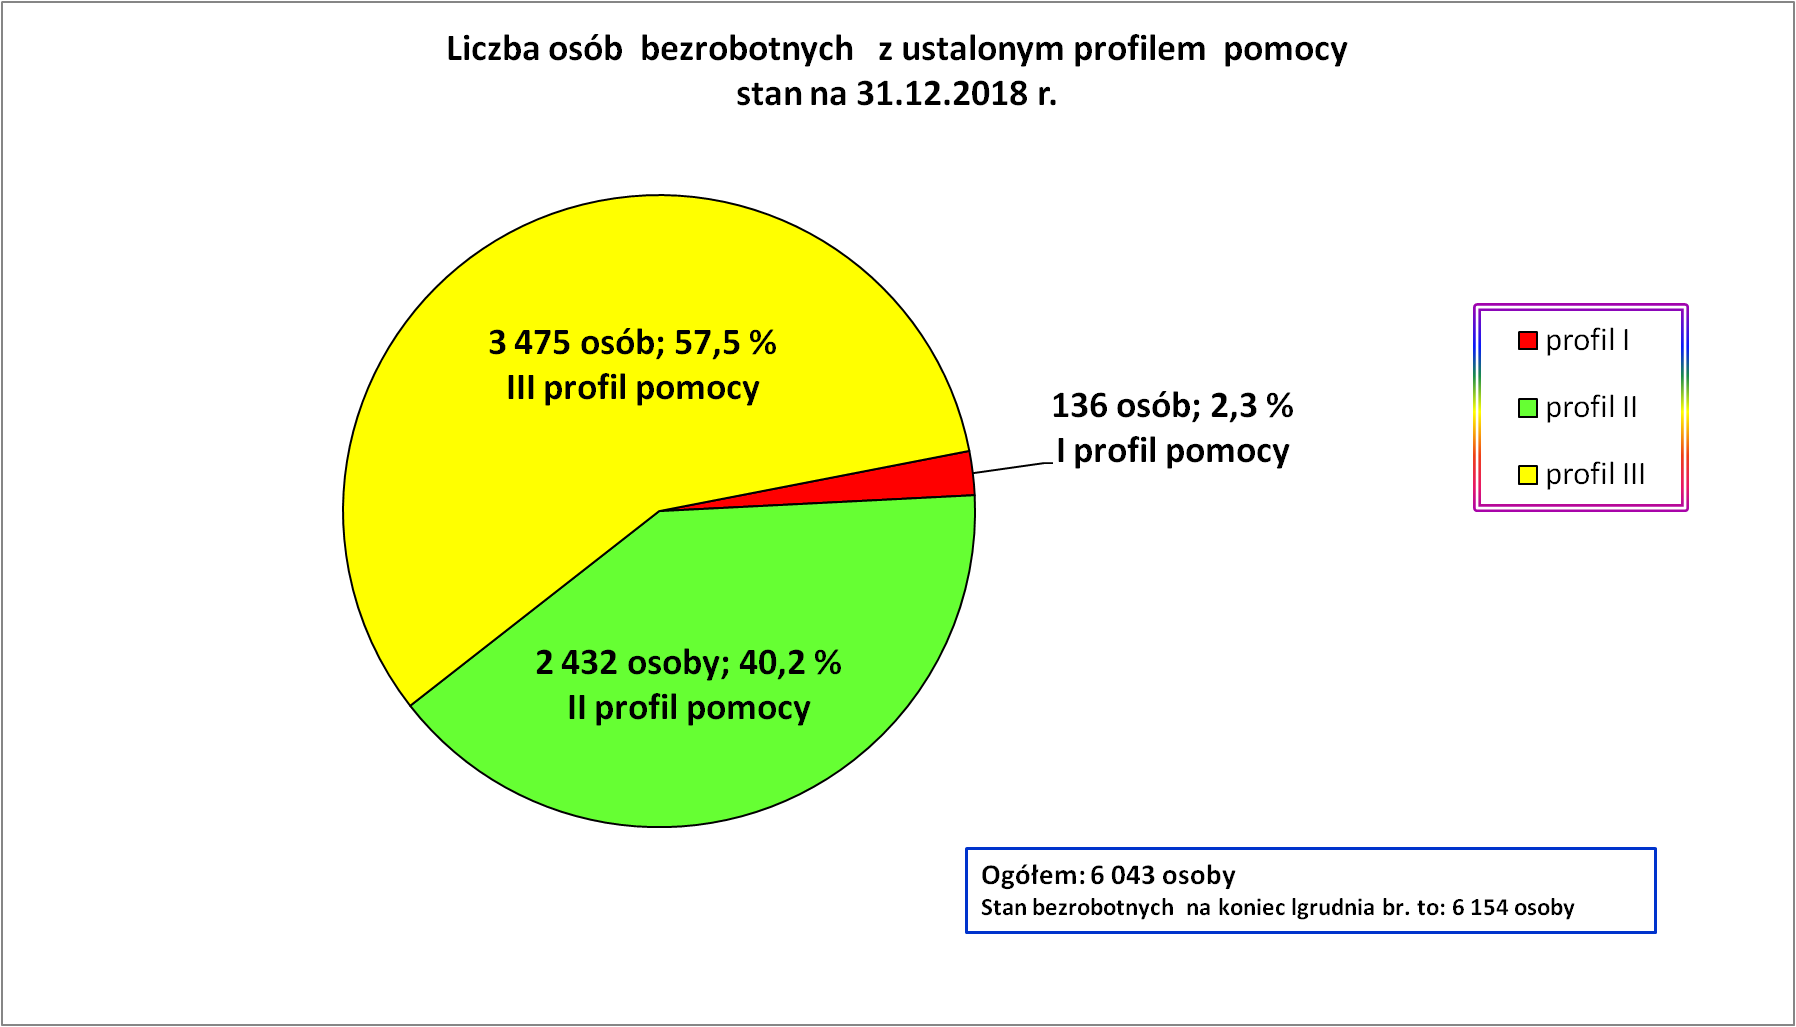 Liczba osób bezrobotnych z ustalonym profilem pomocy
stan na 31.12.2018 r.
3 475 osób; 57,5 %
III profil pomocy
136 osób; 2,3 %
I profil pomocy
2 432 osoby; 40,2 %
II profil pomocy
profil I
profil II
profil III
Ogółem: 6 043 osoby
Stan bezrobotnych na koniec lgrudnia br. to: 6 154 osoby